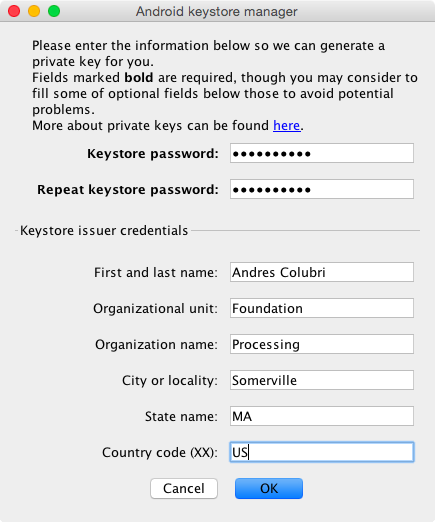 Android keystore manager
Please enter the information below so we can generate a
private key for you.
Fields marked bold are required, though you may consider to
fill some of optional fields below those to avoid potential
problems.
More about private keys can be found here.
Keystore password: ●●●●●●●●●●
Repeat keystore password: ●●●●●●●●●●
Keystore issuer credentials
First and last name: Andres Colubri
Organizational unit: Foundation
Organization name: Processing
City or locality: Somerville
State name: MA
Country code (XX): US
Cancel OK